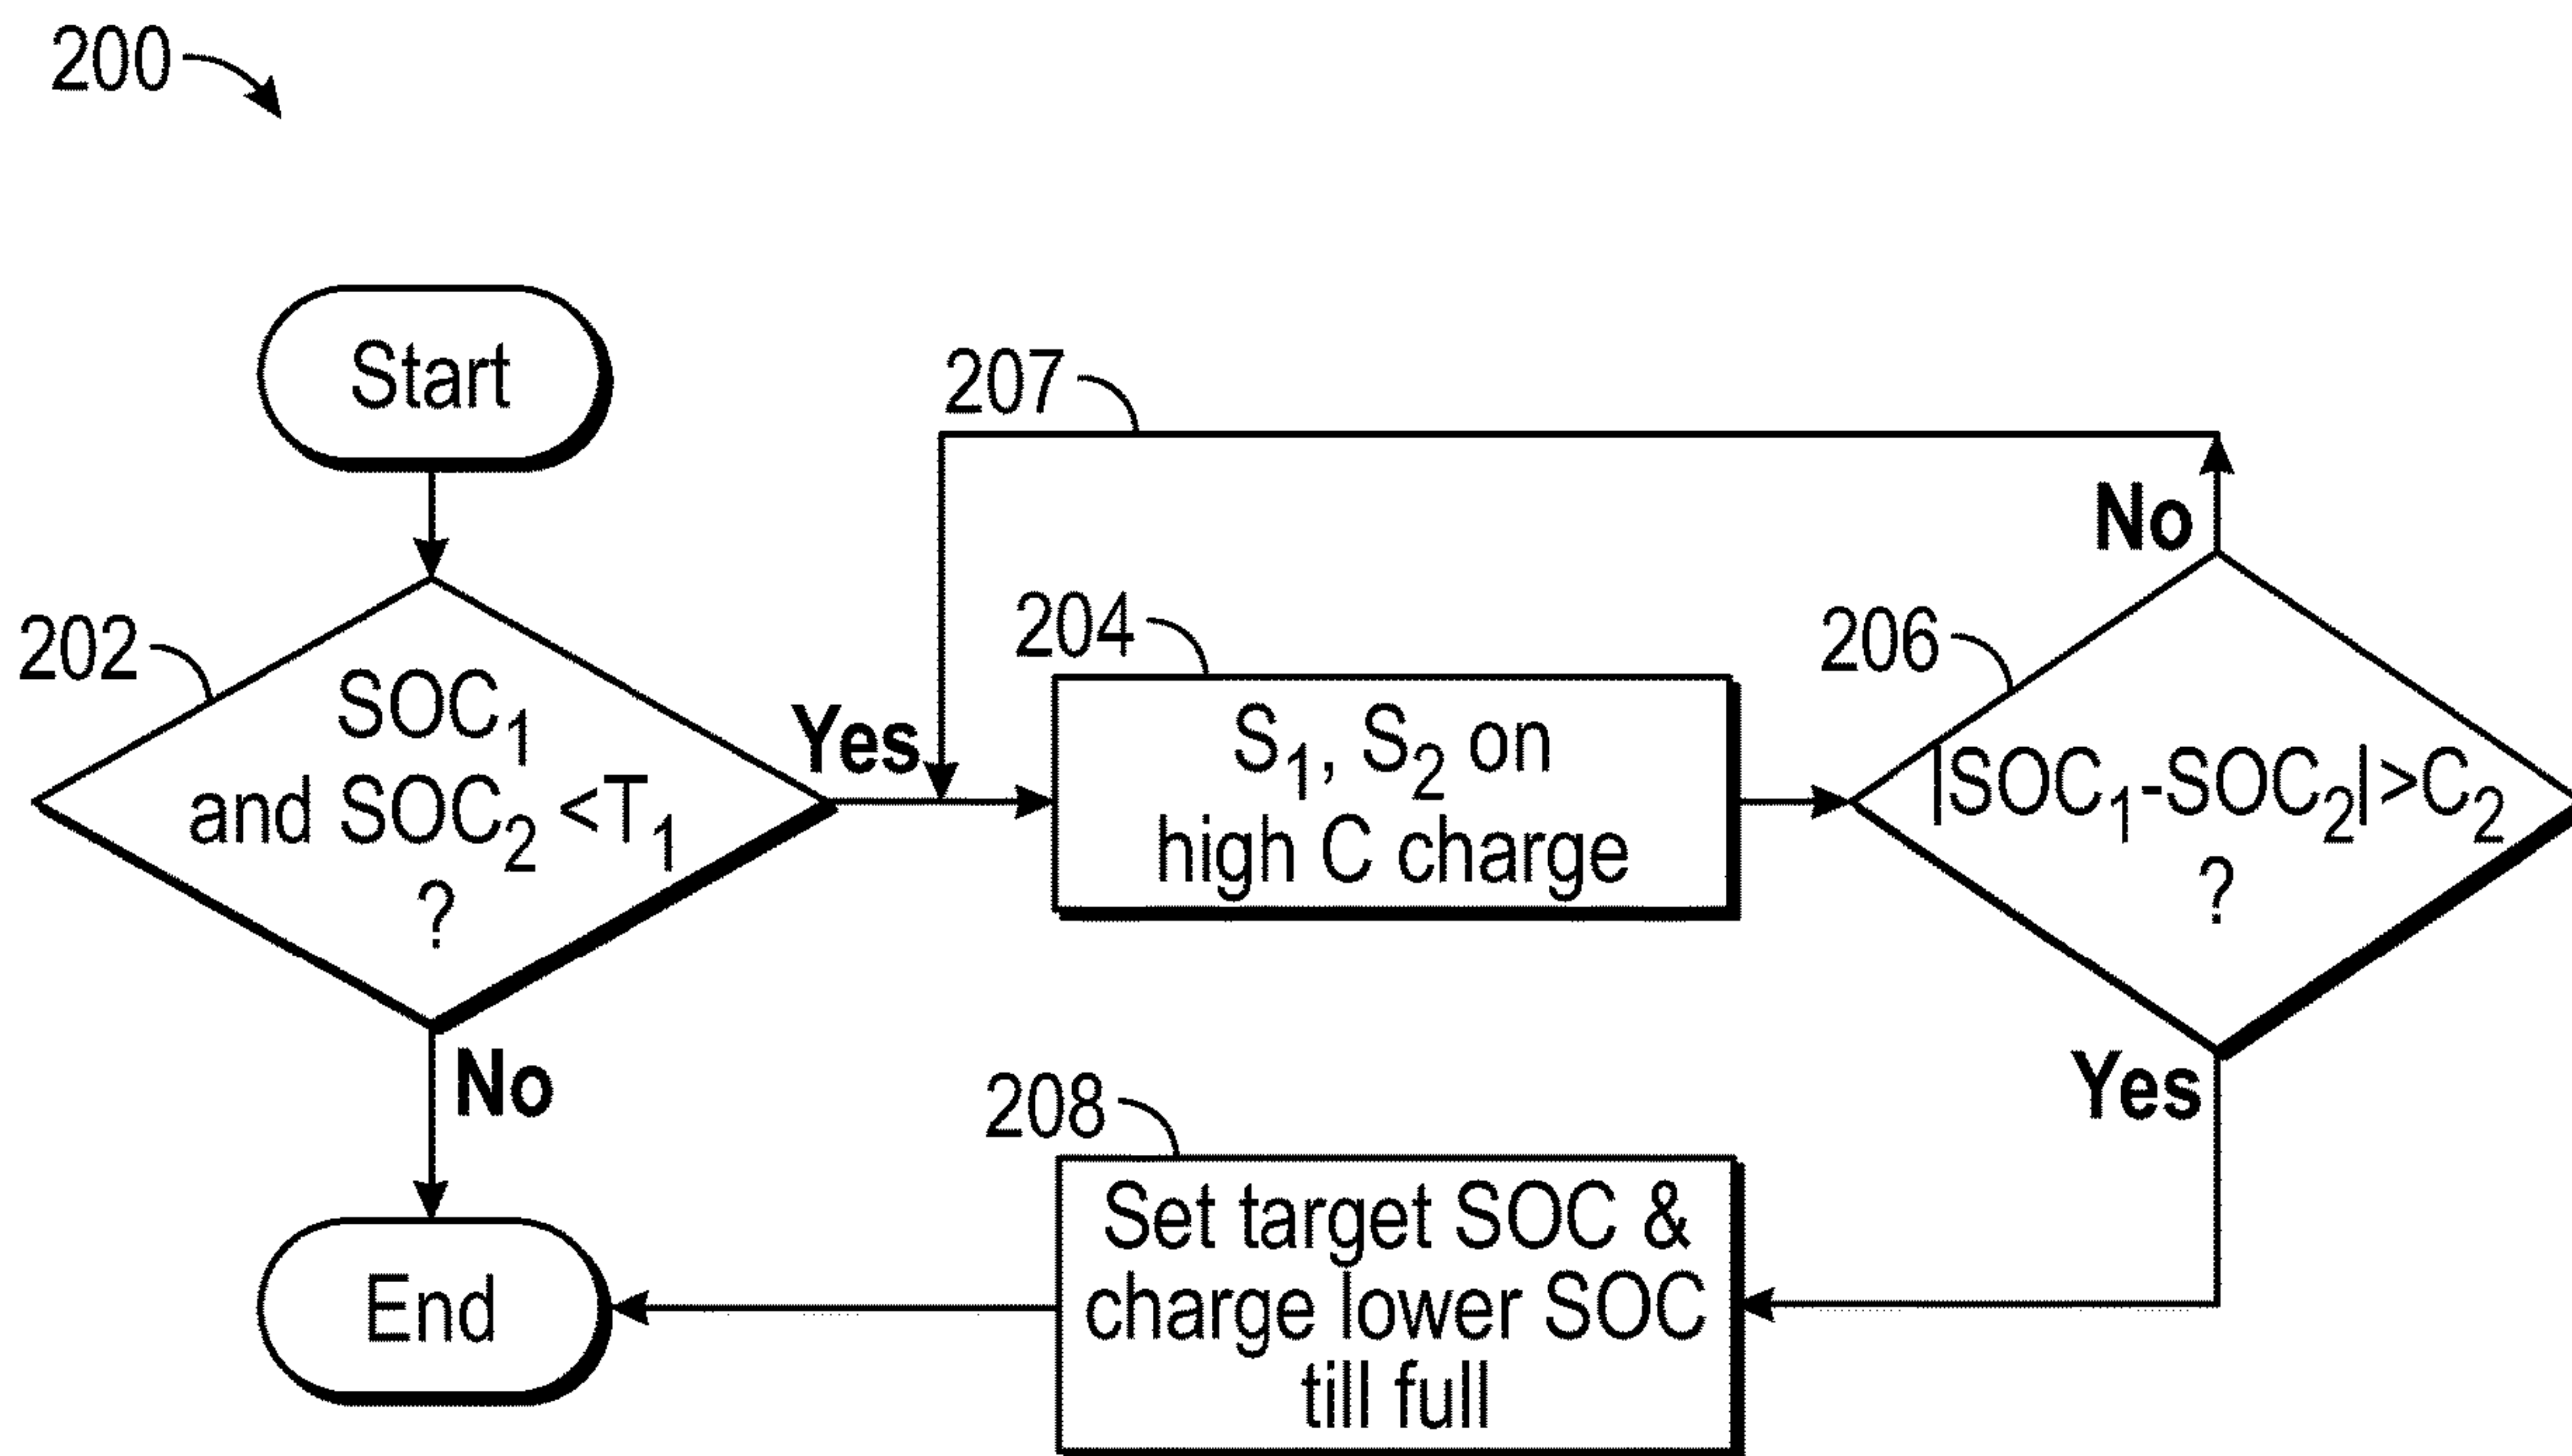 200
Start
207
202
SOC₁
and SOC₂ <T₁
?
Yes
No
204
S₁, S₂ on
high C charge
206
|SOC₁-SOC₂|>C₂
?
No
Yes
208
Set target SOC &
charge lower SOC
till full
End